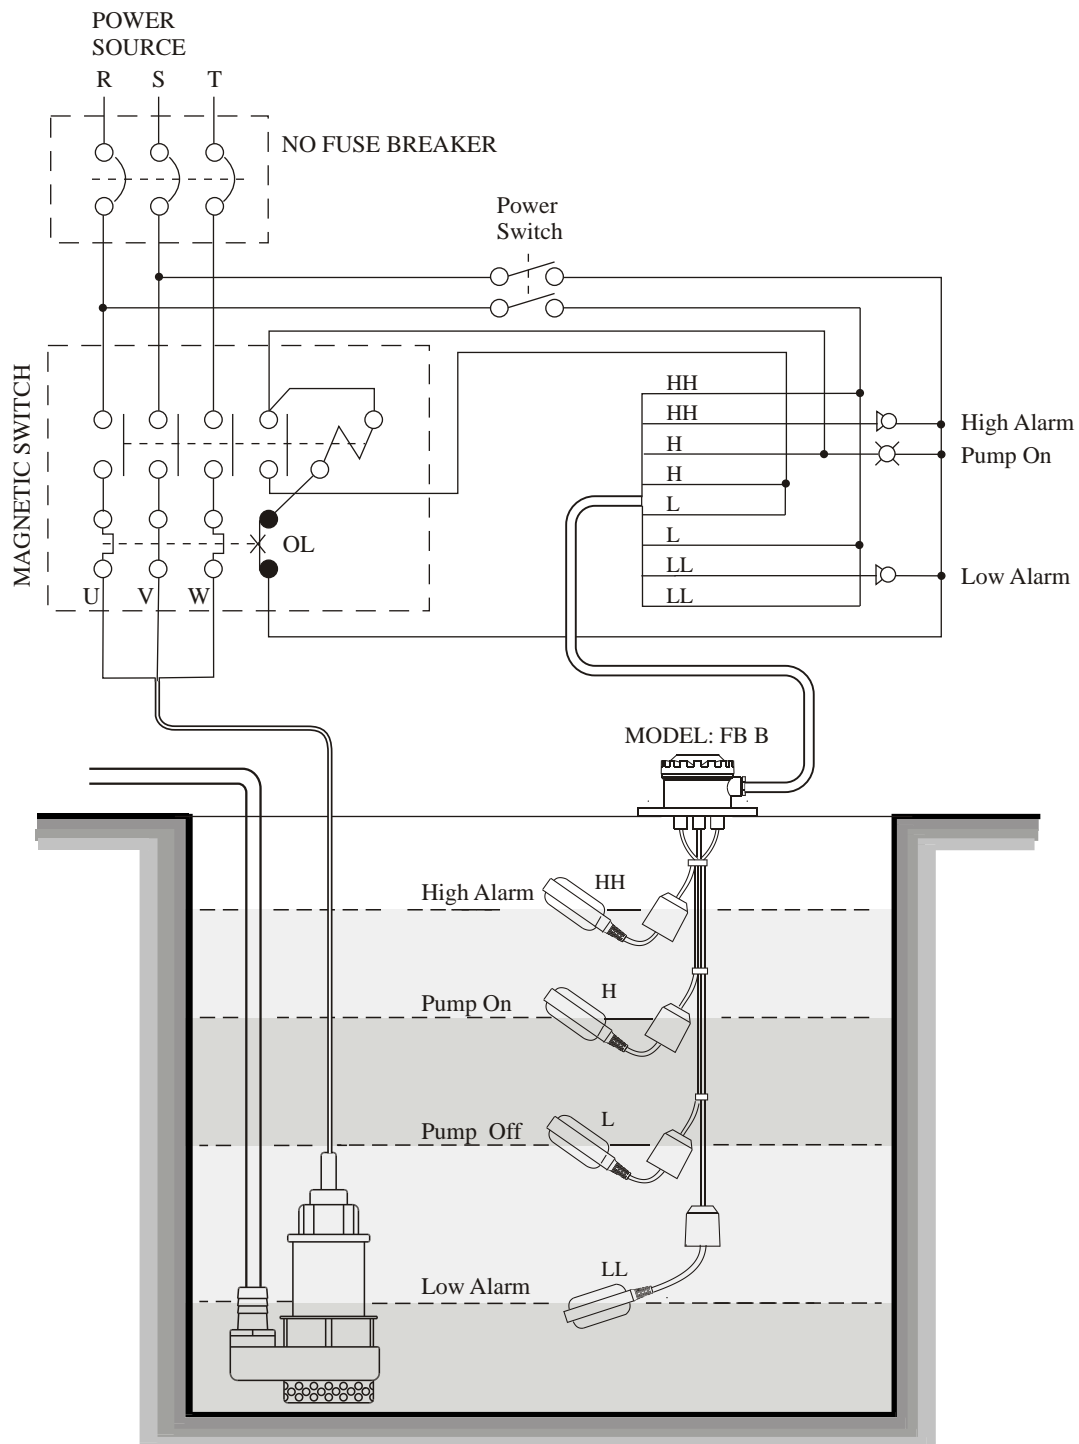 POWER
SOURCE
R S T
NO FUSE BREAKER
Power
Switch
MAGNETIC SWITCH
HH
HH
High Alarm
H
Pump On
H
L
L
OL
LL
Low Alarm
LL
U V W
MODEL: FB B
High Alarm
HH
Pump On
H
Pump Off
L
Low Alarm
LL